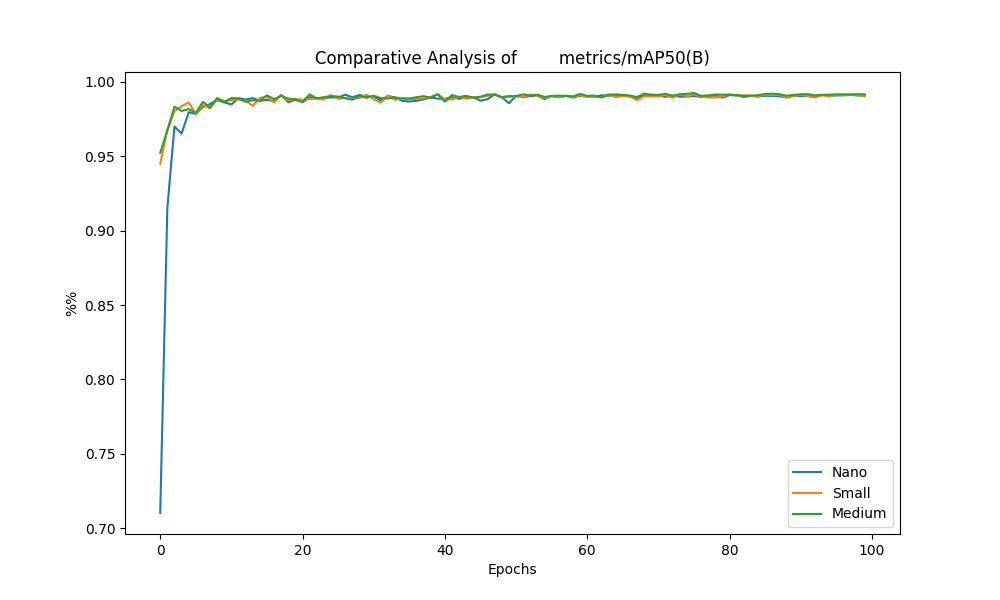 Comparative Analysis of metrics/mAP50(B)
1.00
0.95
0.90
0.85
0.80
0.75
0.70
%%
0 20 40 60 80 100
Epochs
Nano
Small
Medium